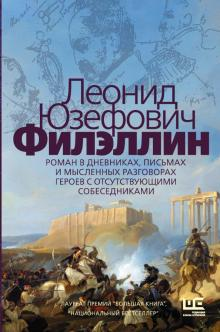 Леонид
Юзефович
Филэллин
РОМАН В ДНЕВНИКАХ, ПИСЬМАХ
И МЫСЛЕННЫХ РАЗГОВОРАХ
ГЕРОЕВ С ОТСУТСТВУЮЩИМИ
СОБЕСЕДНИКАМИ
ЛАУРЕАТ ПРЕМИЙ "БОЛЬШАЯ КНИГА",
"НАЦИОНАЛЬНЫЙ БЕСТСЕЛЛЕР"